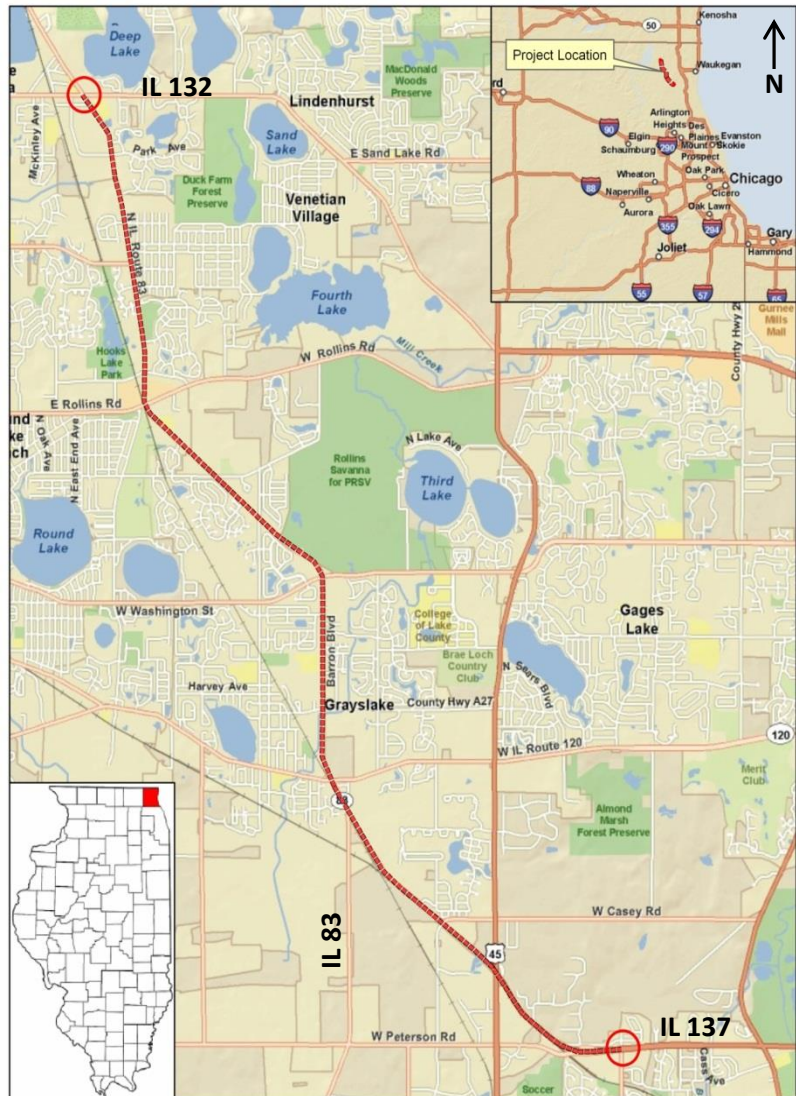 Deep
Lake
IL 132
MacDonald
Woods
Preserve
Lindenhurst
McKinley Ave
Park Ave
Sand
Lake
E Sand Lake Rd
Duck Farm
Forest
Preserve
Venetian
Village
N IL Route 83
Fourth
Lake
Hooks
Lake
Park
W Rollins Rd
Mill Creek
E Rollins Rd
N Oak Ave
N East End Ave
N Lake Ave
Rollins
Savanna
for PRSV
Third
Lake
Round
Lake
W Washington St
Barron Blvd
College
of Lake
County
Gages
Lake
Brae Loch
Country
Club
N Sears Blvd
Harvey Ave
Grayslake
County Hwy A27
120
W IL Route 120
83
Merit
Club
Almond
Marsh
Forest Preserve
W Casey Rd
IL 83
45
IL 137
W Peterson Rd
Cass Ave
Soccer
County Hwy 2
Gurnee
Mills
Mall
Project Location
50
Kenosha
N
Waukegan
rd
Arlington
Heights
Des
Plaines
Evanston
90
Elgin
Mount
Skokie
Schaumburg
290
Prospect
Oak Park
Wheaton
Chicago
88
Naperville
Cicero
Aurora
Oak Lawn
355
294
Gary
Joliet
Hammond
55
57
65